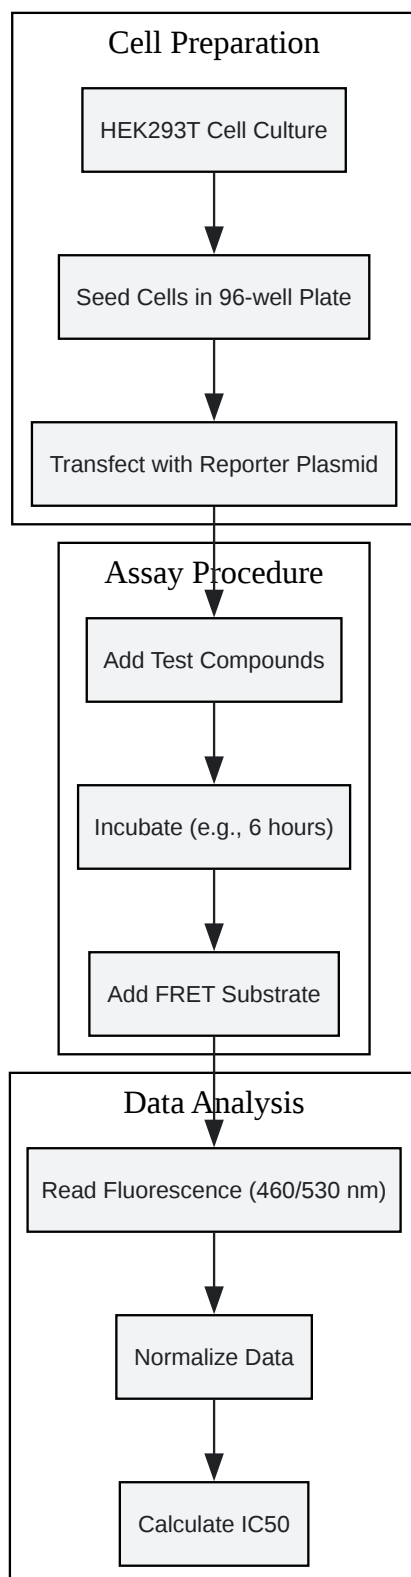 Cell Preparation
HEK293T Cell Culture
Seed Cells in 96-well Plate
Transfect with Reporter Plasmid
Assay Procedure
Add Test Compounds
Incubate (e.g., 6 hours)
Add FRET Substrate
Data Analysis
Read Fluorescence (460/530 nm)
Normalize Data
Calculate IC50